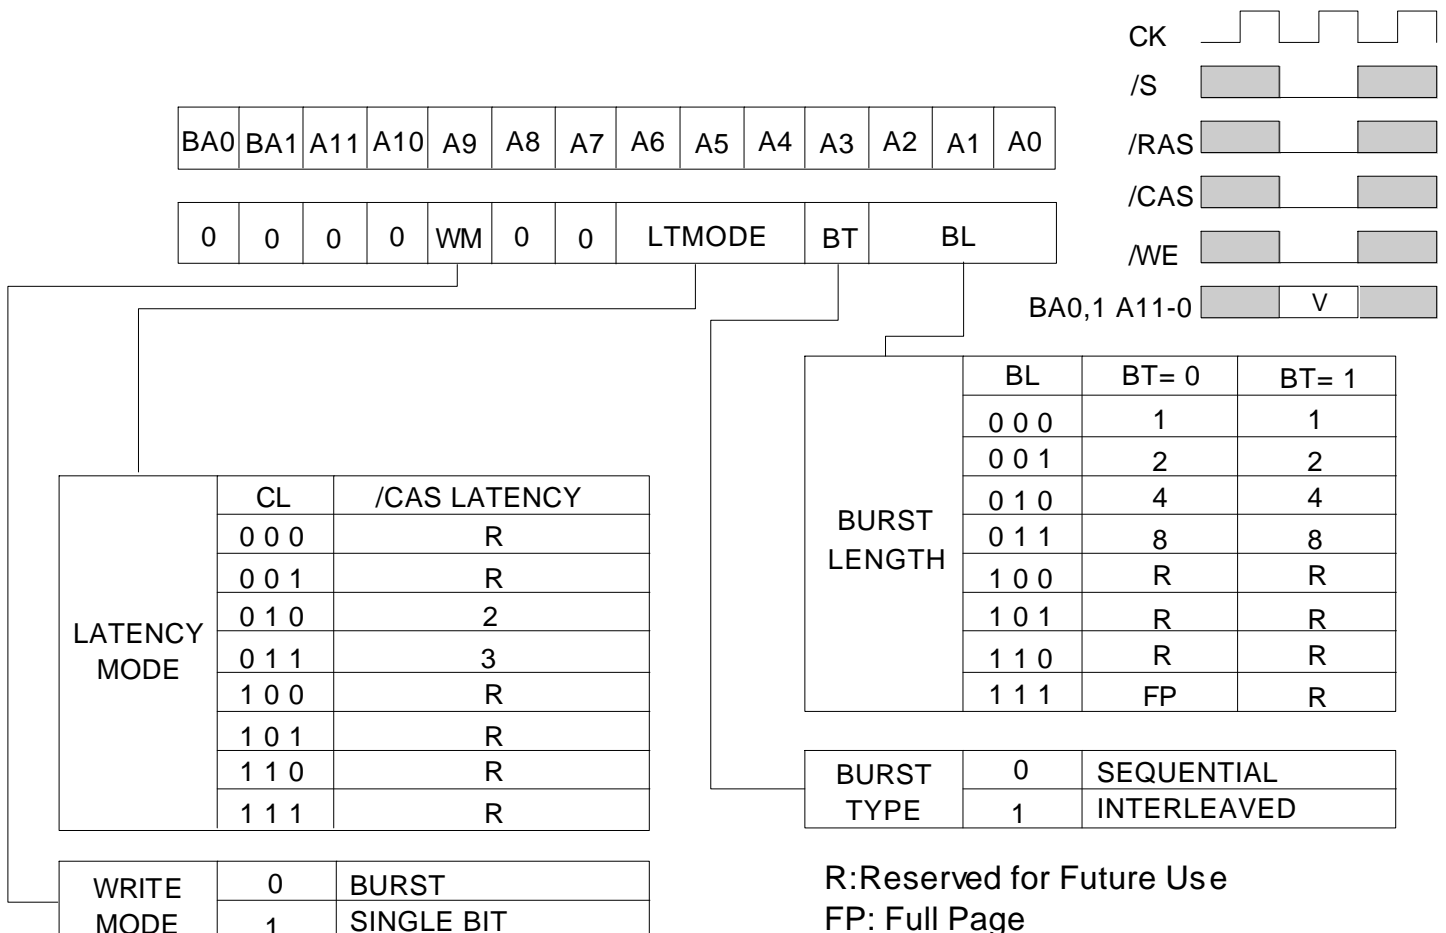 CK
/S
/RAS
/CAS
/WE
BA0,1 A11-0 V
BA0 BA1 A11 A10 A9 A8 A7 A6 A5 A4 A3 A2 A1 A0
0 0 0 0 WM 0 0 LTMODE BT BL
BURST
LENGTH
BL BT= 0 BT= 1
0 0 0 1 1
0 0 1 2 2
0 1 0 4 4
0 1 1 8 8
1 0 0 R R
1 0 1 R R
1 1 0 R R
1 1 1 FP R
LATENCY
MODE
CL /CAS LATENCY
0 0 0 R
0 0 1 R
0 1 0 2
0 1 1 3
1 0 0 R
1 0 1 R
1 1 0 R
1 1 1 R
BURST
TYPE
0 SEQUENTIAL
1 INTERLEAVED
WRITE
MODE
0 BURST
1 SINGLE BIT
R:Reserved for Future Use
FP: Full Page